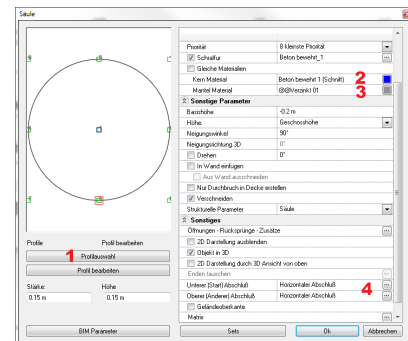 Säule
Priorität 8 kleinste Priorität
Schralfur Beton bewehrt_1
Gleiche Materialien
Kern Material Beton bewehrt 1 (Schnitt) 2
Mantel Material @@Verzinkt 01 3
Sonstige Parameter
Basishöhe -0.2 m
Höhe: Geschosshöhe
Neigungswinkel 90°
Neigungsrichtung 3D 0°
Drehen 0°
In Wand einfügen
Aus Wand ausschneiden
Nur Durchbruch in Decke erstellen
Verschneiden
Strukturelle Parameter Säule
Sonstiges
Öffnungen - Rücksprünge - Zusätze
2D Darstellung ausblenden
Objekt in 3D
2D Darstellung durch 3D Ansicht von oben
Enden tauschen
Unterer (Start) Abschluß Horizontaler Abschluß
Oberer (Anderer) Abschluß Horizontaler Abschluß 4
Geländeoberkante
Matrix
Profile Profil bearbeiten
1 Profilauswahl
Profil bearbeiten
Stärke: Höhe
0.15 m 0.15 m
BIM Parameter Sets Ok Abbrechen